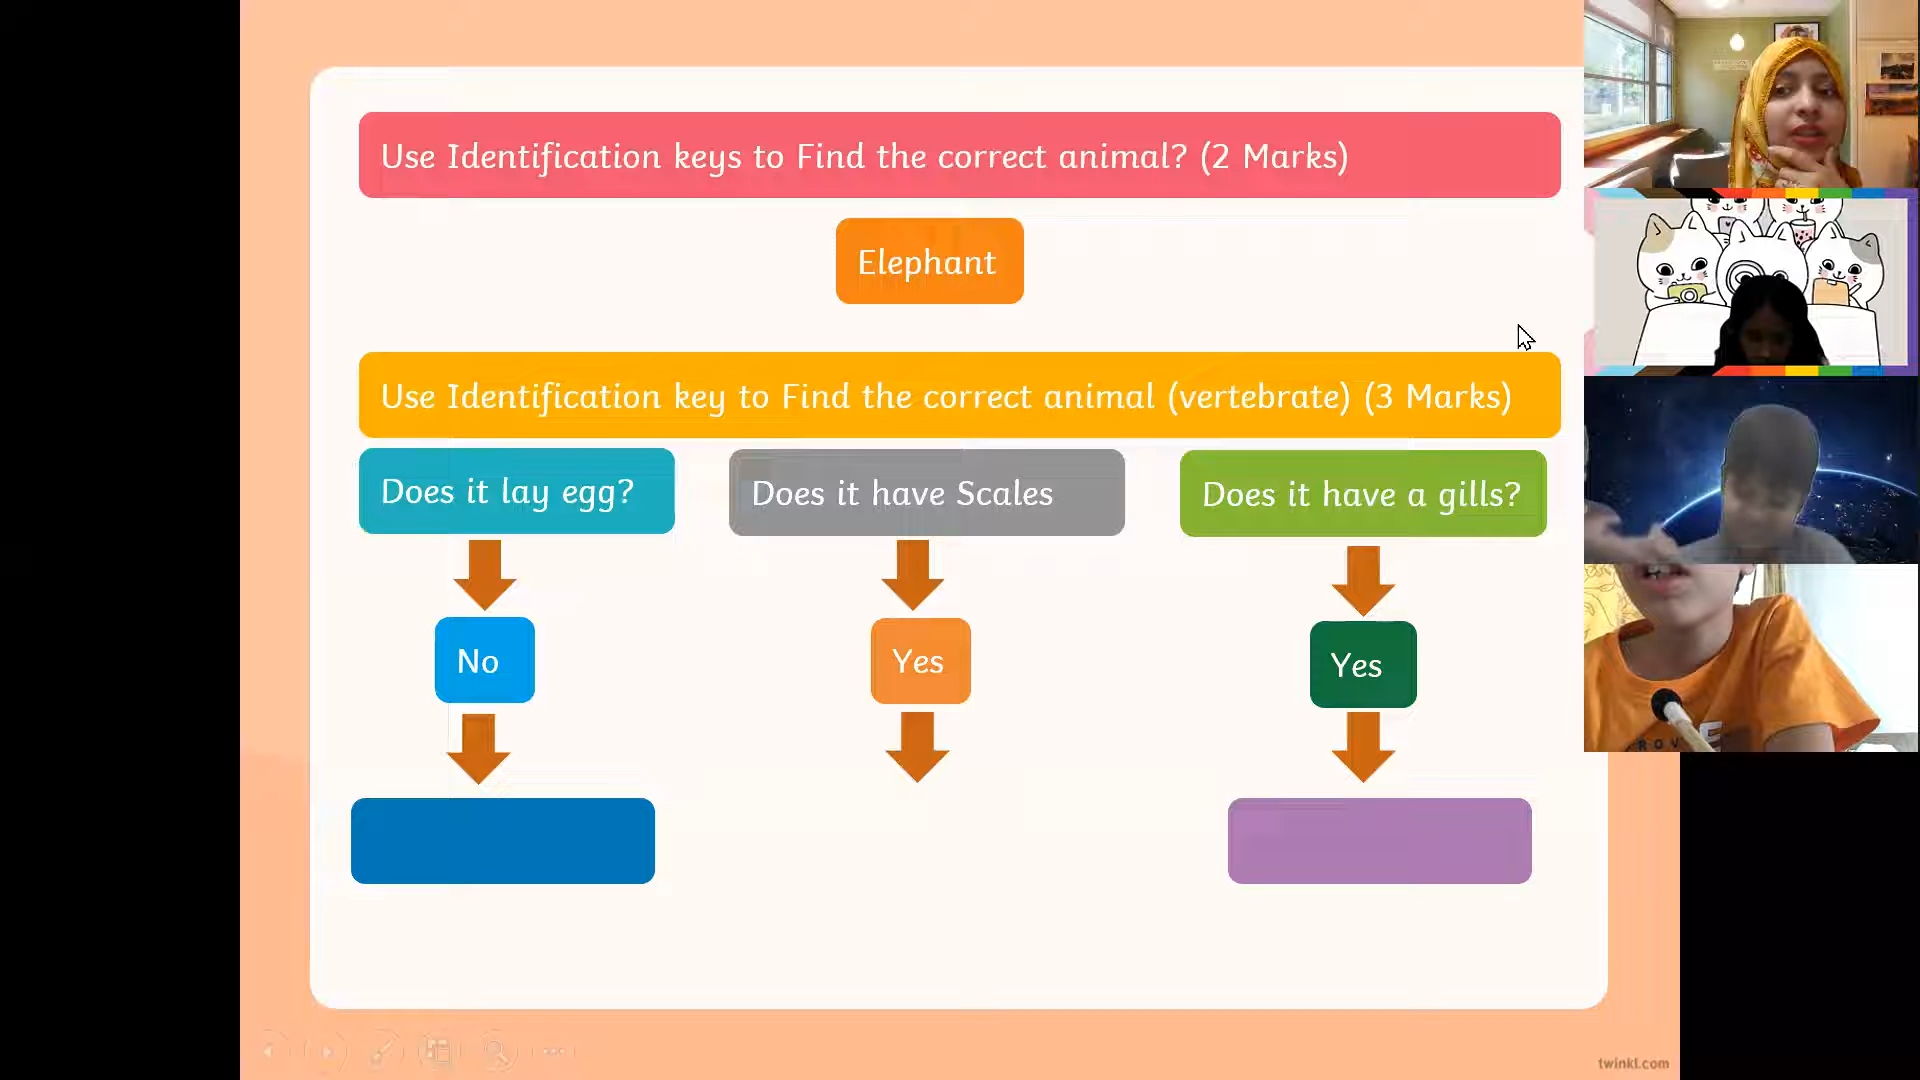 Use Identification keys to Find the correct animal? (2 Marks)
Elephant
Use Identification key to Find the correct animal (vertebrate) (3 Marks)
Does it lay egg?
Does it have Scales
Does it have a gills?
No
Yes
Yes
twinkl.com